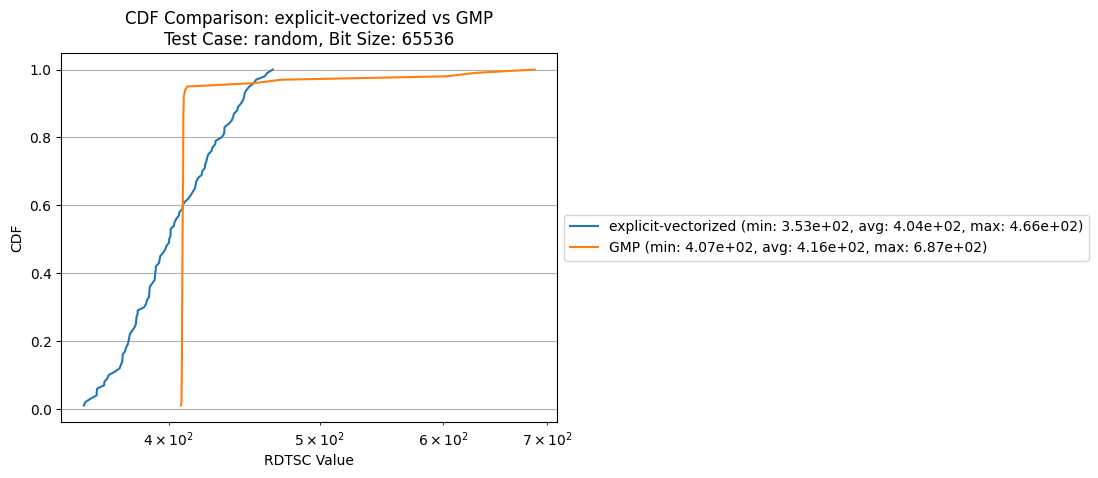 CDF Comparison: explicit-vectorized vs GMP
Test Case: random, Bit Size: 65536
1.0
0.8
0.6
0.4
0.2
0.0
CDF
4 × 10²
5 × 10²
6 × 10²
7 × 10²
RDTSC Value
explicit-vectorized (min: 3.53e+02, avg: 4.04e+02, max: 4.66e+02)
GMP (min: 4.07e+02, avg: 4.16e+02, max: 6.87e+02)